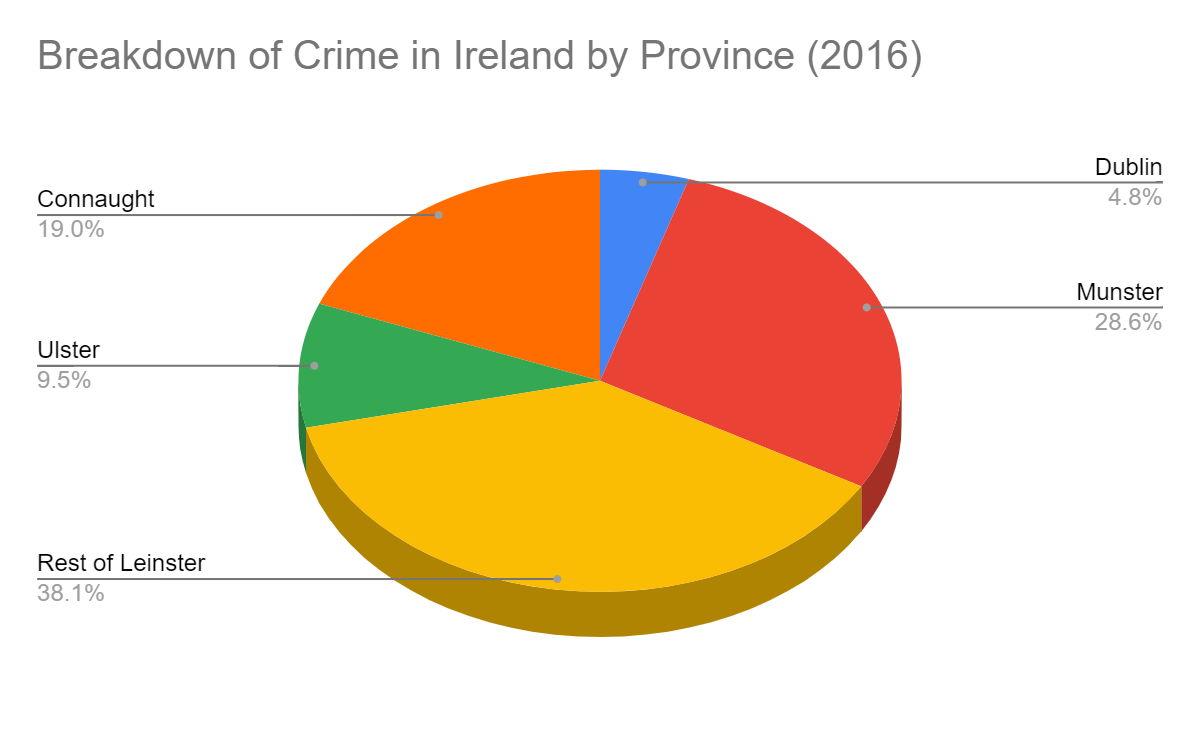 Breakdown of Crime in Ireland by Province (2016)
Dublin
4.8%
Connaught
19.0%
Munster
28.6%
Ulster
9.5%
Rest of Leinster
38.1%